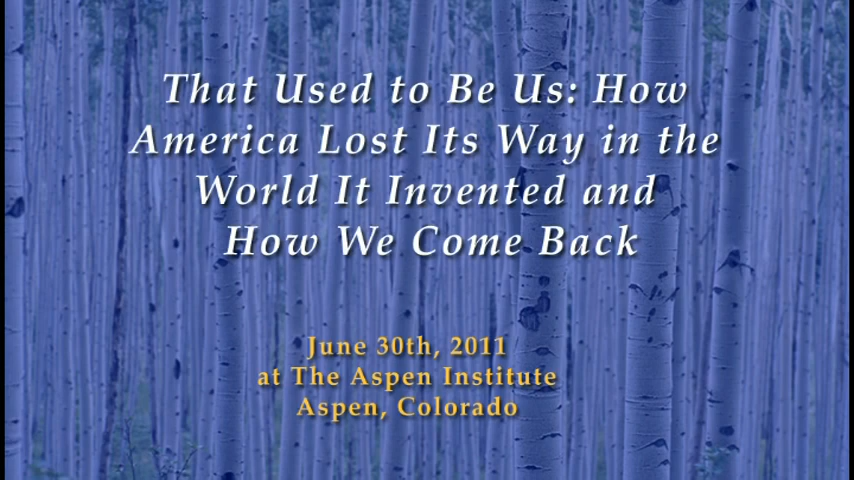 That Used to Be Us: How
America Lost Its Way in the
World It Invented and
How We Come Back
June 30th, 2011
at The Aspen Institute
Aspen, Colorado